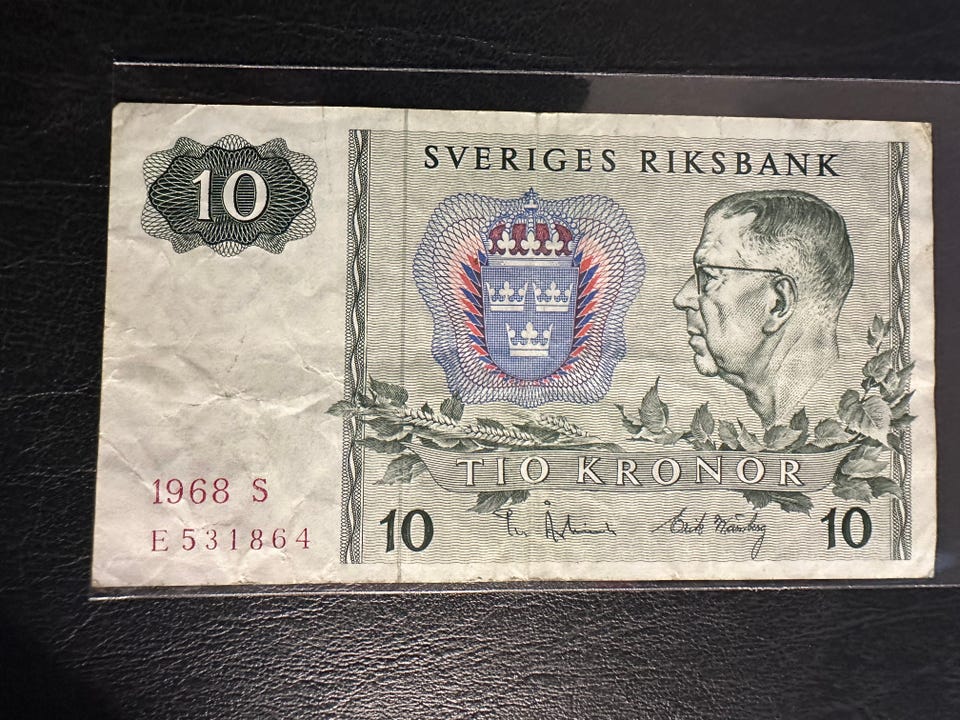 10
SVERIGES RIKSBANK
TIO KRONOR
1968 S
E 531864
10
10